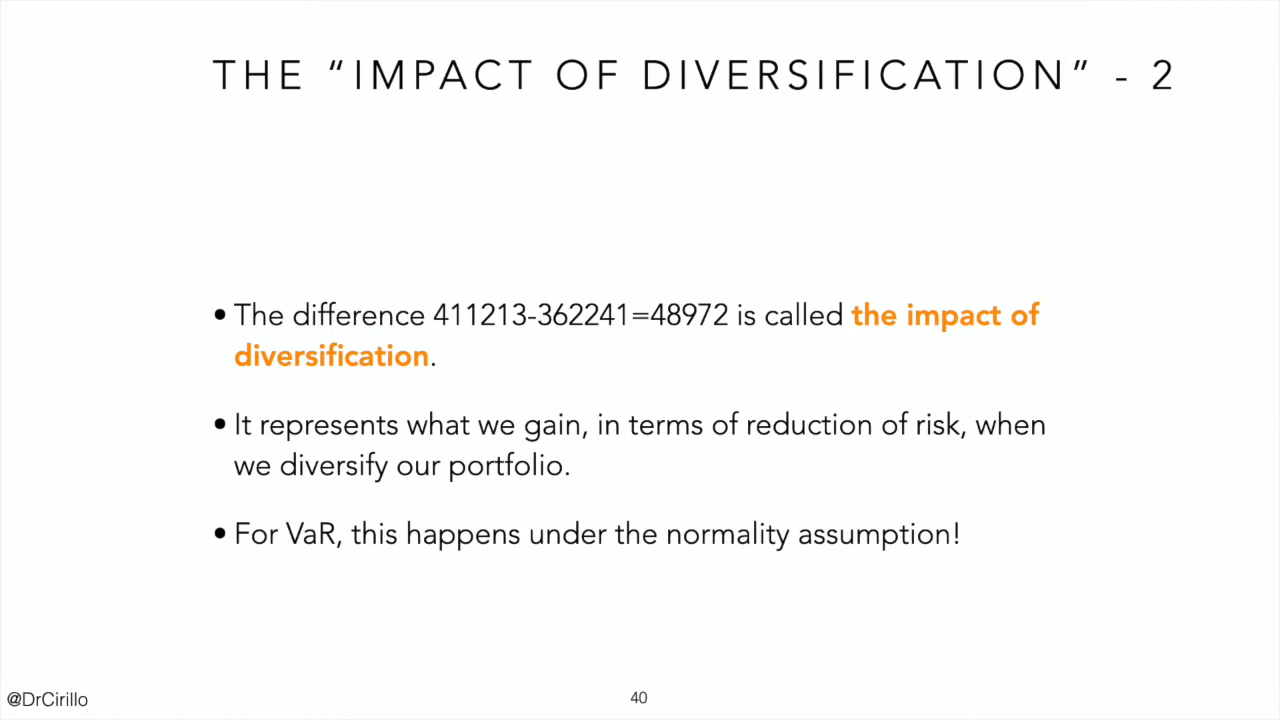 THE “IMPACT OF DIVERSIFICATION” - 2
• The difference 411213-362241=48972 is called the impact of
diversification.
• It represents what we gain, in terms of reduction of risk, when
we diversify our portfolio.
• For VaR, this happens under the normality assumption!
@DrCirillo
40